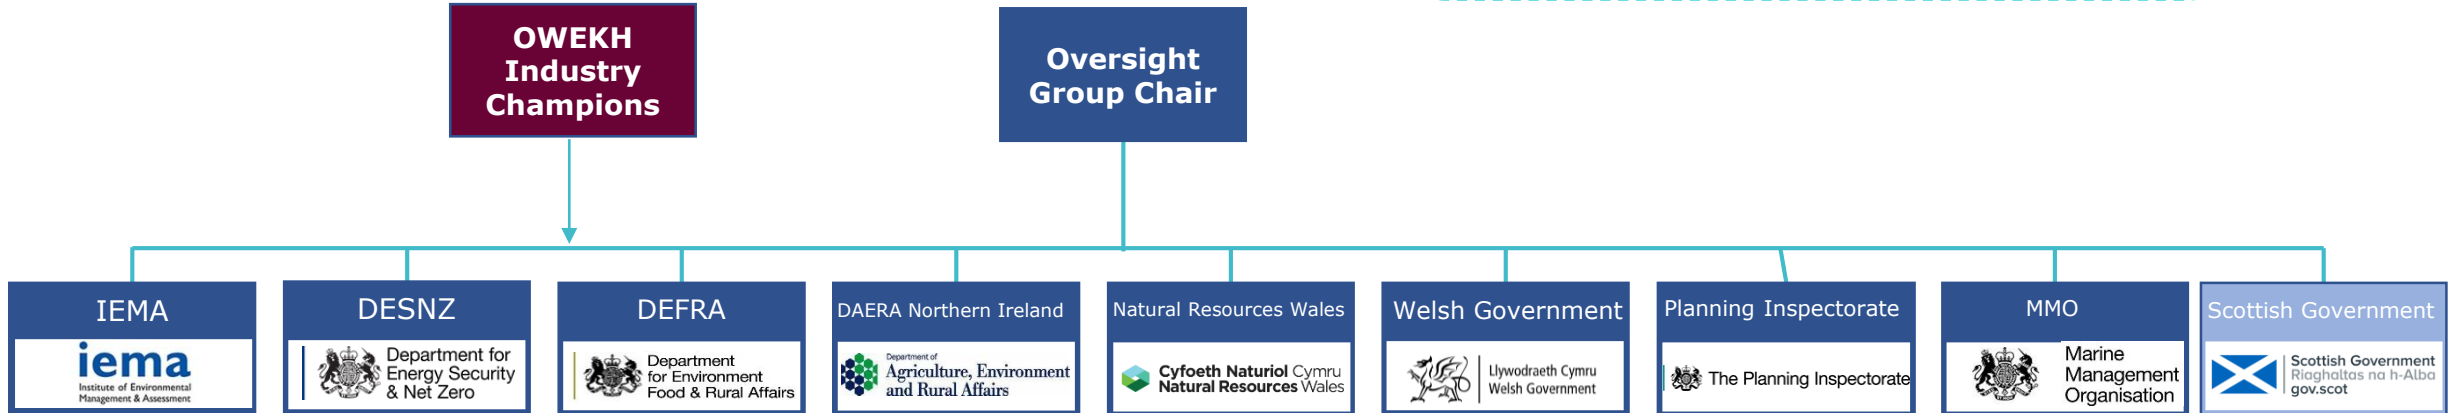 OWEKH
Industry
Champions
Oversight
Group Chair
IEMA
iema
Institute of Environmental
Management & Assessment
DESNZ
Department for
Energy Security
& Net Zero
DEFRA
Department
for Environment
Food & Rural Affairs
DAERA Northern Ireland
Department of
Agriculture, Environment
and Rural Affairs
Natural Resources Wales
Cyfoeth Naturiol Cymru
Natural Resources Wales
Welsh Government
Llywodraeth Cymru
Welsh Government
Planning Inspectorate
The Planning Inspectorate
MMO
Marine
Management
Organisation
Scottish Government
Scottish Government
Riaghaltas na h-Alba
gov.scot